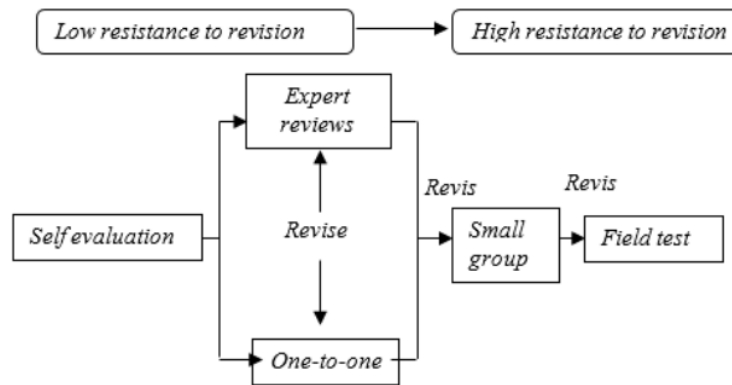 Low resistance to revision
High resistance to revision
Expert
reviews
Revis
Revis
Self evaluation
Revise
Small
group
Field test
One-to-one